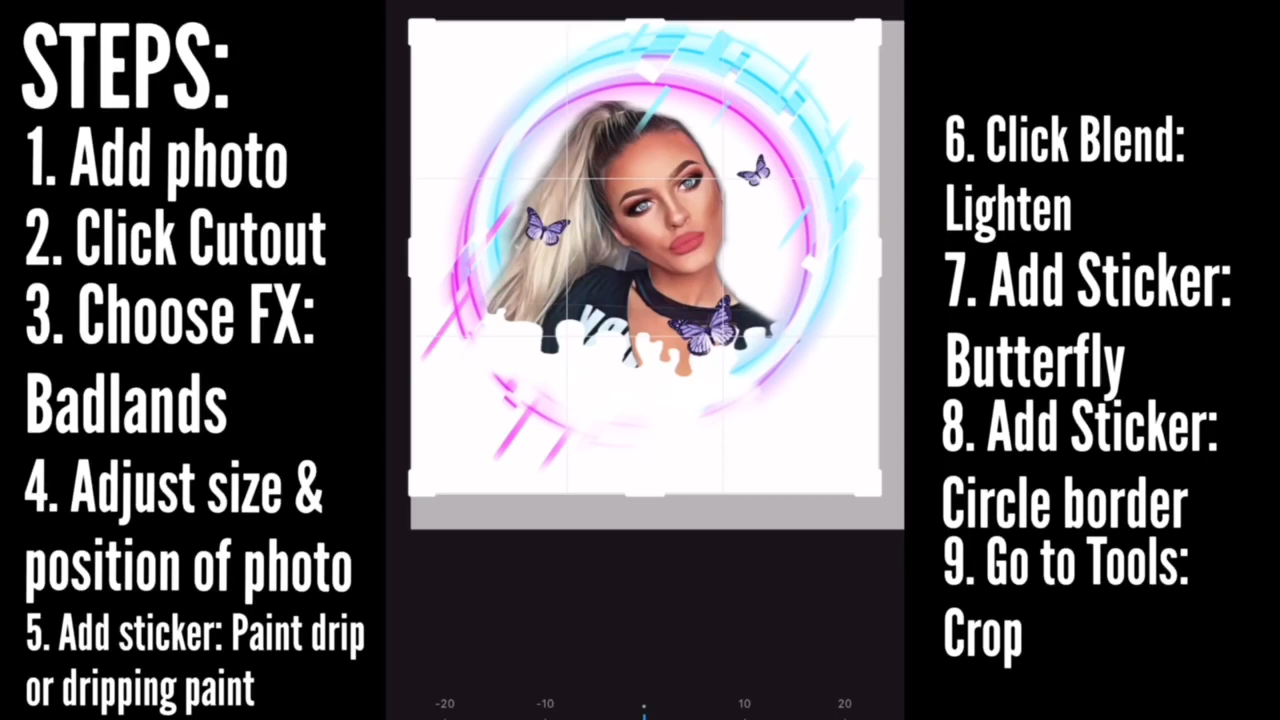 STEPS:
1. Add photo
2. Click Cutout
3. Choose FX:
Badlands
4. Adjust size &
position of photo
5. Add sticker: Paint drip
or dripping paint
6. Click Blend:
Lighten
7. Add Sticker:
Butterfly
8. Add Sticker:
Circle border
9. Go to Tools:
Crop
-20 -10 10 20